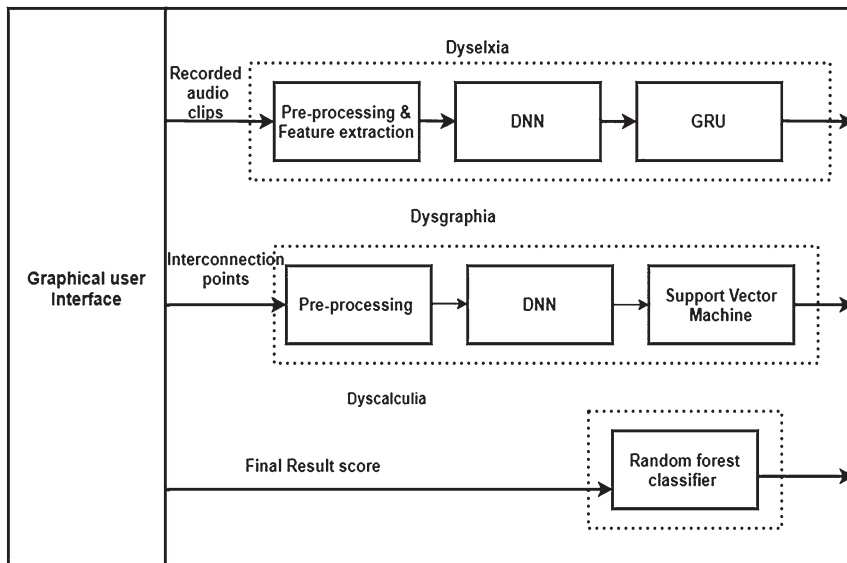 Graphical user
Interface
Dyselxia
Recorded
audio
clips
Pre-processing &
Feature extraction
DNN
GRU
Dysgraphia
Interconnection
points
Pre-processing
DNN
Support Vector
Machine
Dyscalculia
Final Result score
Random forest
classifier